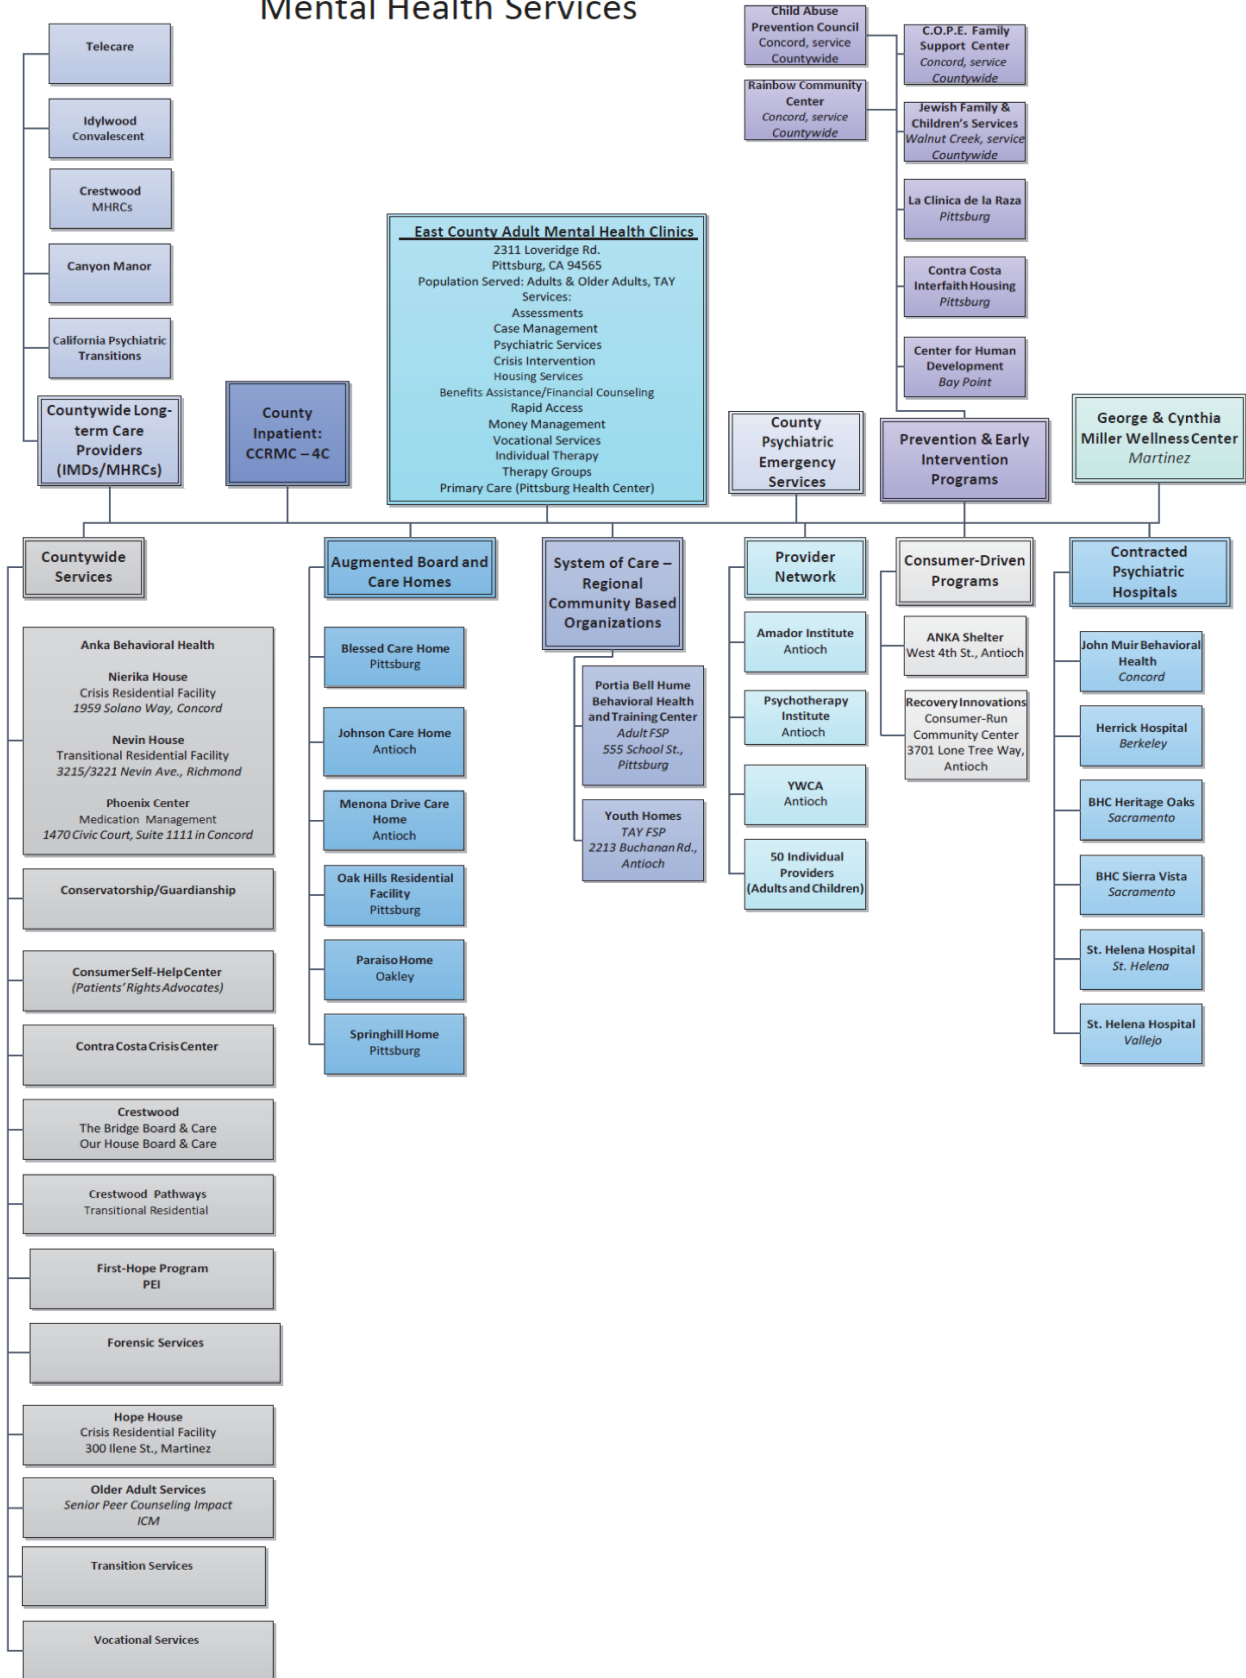 Mental Health Services
Telecare
Idylwood
Convalescent
Crestwood
MHRCs
Canyon Manor
California Psychiatric
Transitions
Countywide Long-
term Care
Providers
(IMDs/MHRCs)
County
Inpatient:
CCRMC – 4C
East County Adult Mental Health Clinics
2311 Loveridge Rd.
Pittsburg, CA 94565
Population Served: Adults & Older Adults, TAY
Services:
Assessments
Case Management
Psychiatric Services
Crisis Intervention
Housing Services
Benefits Assistance/Financial Counseling
Rapid Access
Money Management
Vocational Services
Individual Therapy
Therapy Groups
Primary Care (Pittsburg Health Center)
County
Psychiatric
Emergency
Services
Child Abuse
Prevention Council
Concord, service
Countywide
Rainbow Community
Center
Concord, service
Countywide
C.O.P.E. Family
Support Center
Concord, service
Countywide
Jewish Family &
Children's Services
Walnut Creek, service
Countywide
La Clinica de la Raza
Pittsburg
Contra Costa
Interfaith Housing
Pittsburg
Center for Human
Development
Bay Point
Prevention & Early
Intervention
Programs
George & Cynthia
Miller Wellness Center
Martinez
Countywide
Services
Anka Behavioral Health
Nierika House
Crisis Residential Facility
1959 Solano Way, Concord
Nevin House
Transitional Residential Facility
3215/3221 Nevin Ave., Richmond
Phoenix Center
Medication Management
1470 Civic Court, Suite 1111 in Concord
Conservatorship/Guardianship
Consumer Self-Help Center
(Patients' Rights Advocates)
Contra Costa Crisis Center
Crestwood
The Bridge Board & Care
Our House Board & Care
Crestwood Pathways
Transitional Residential
First-Hope Program
PEI
Forensic Services
Hope House
Crisis Residential Facility
300 Ilene St., Martinez
Older Adult Services
Senior Peer Counseling Impact
ICM
Transition Services
Vocational Services
Augmented Board and
Care Homes
Blessed Care Home
Pittsburg
Johnson Care Home
Antioch
Menona Drive Care
Home
Antioch
Oak Hills Residential
Facility
Pittsburg
Paraiso Home
Oakley
Springhill Home
Pittsburg
System of Care –
Regional
Community Based
Organizations
Portia Bell Hume
Behavioral Health
and Training Center
Adult FSP
555 School St.,
Pittsburg
Youth Homes
TAY FSP
2213 Buchanan Rd.,
Antioch
Provider
Network
Amador Institute
Antioch
Psychotherapy
Institute
Antioch
YWCA
Antioch
50 Individual
Providers
(Adults and Children)
Consumer-Driven
Programs
ANKA Shelter
West 4th St., Antioch
Recovery Innovations
Consumer-Run
Community Center
3701 Lone Tree Way,
Antioch
Contracted
Psychiatric
Hospitals
John Muir Behavioral
Health
Concord
Herrick Hospital
Berkeley
BHC Heritage Oaks
Sacramento
BHC Sierra Vista
Sacramento
St. Helena Hospital
St. Helena
St. Helena Hospital
Vallejo